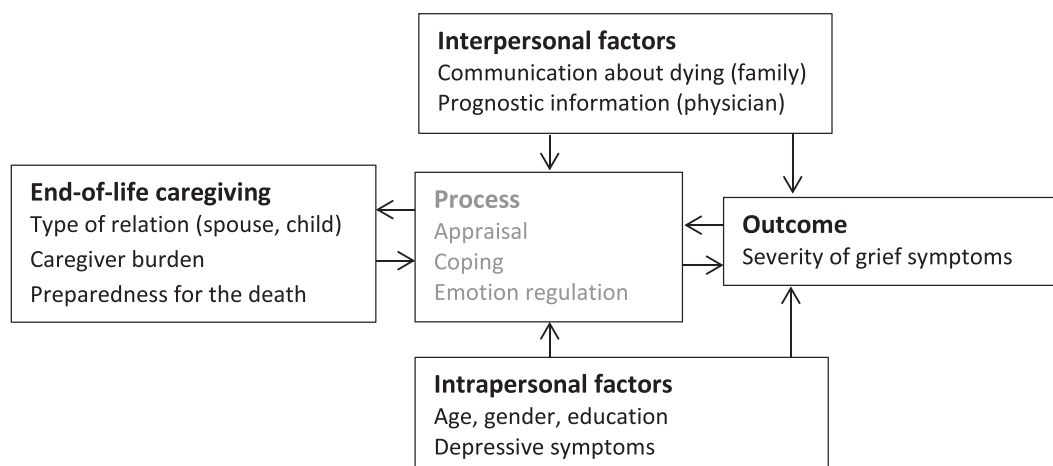 Interpersonal factors
Communication about dying (family)
Prognostic information (physician)
End-of-life caregiving
Type of relation (spouse, child)
Caregiver burden
Preparedness for the death
Process
Appraisal
Coping
Emotion regulation
Outcome
Severity of grief symptoms
Intrapersonal factors
Age, gender, education
Depressive symptoms